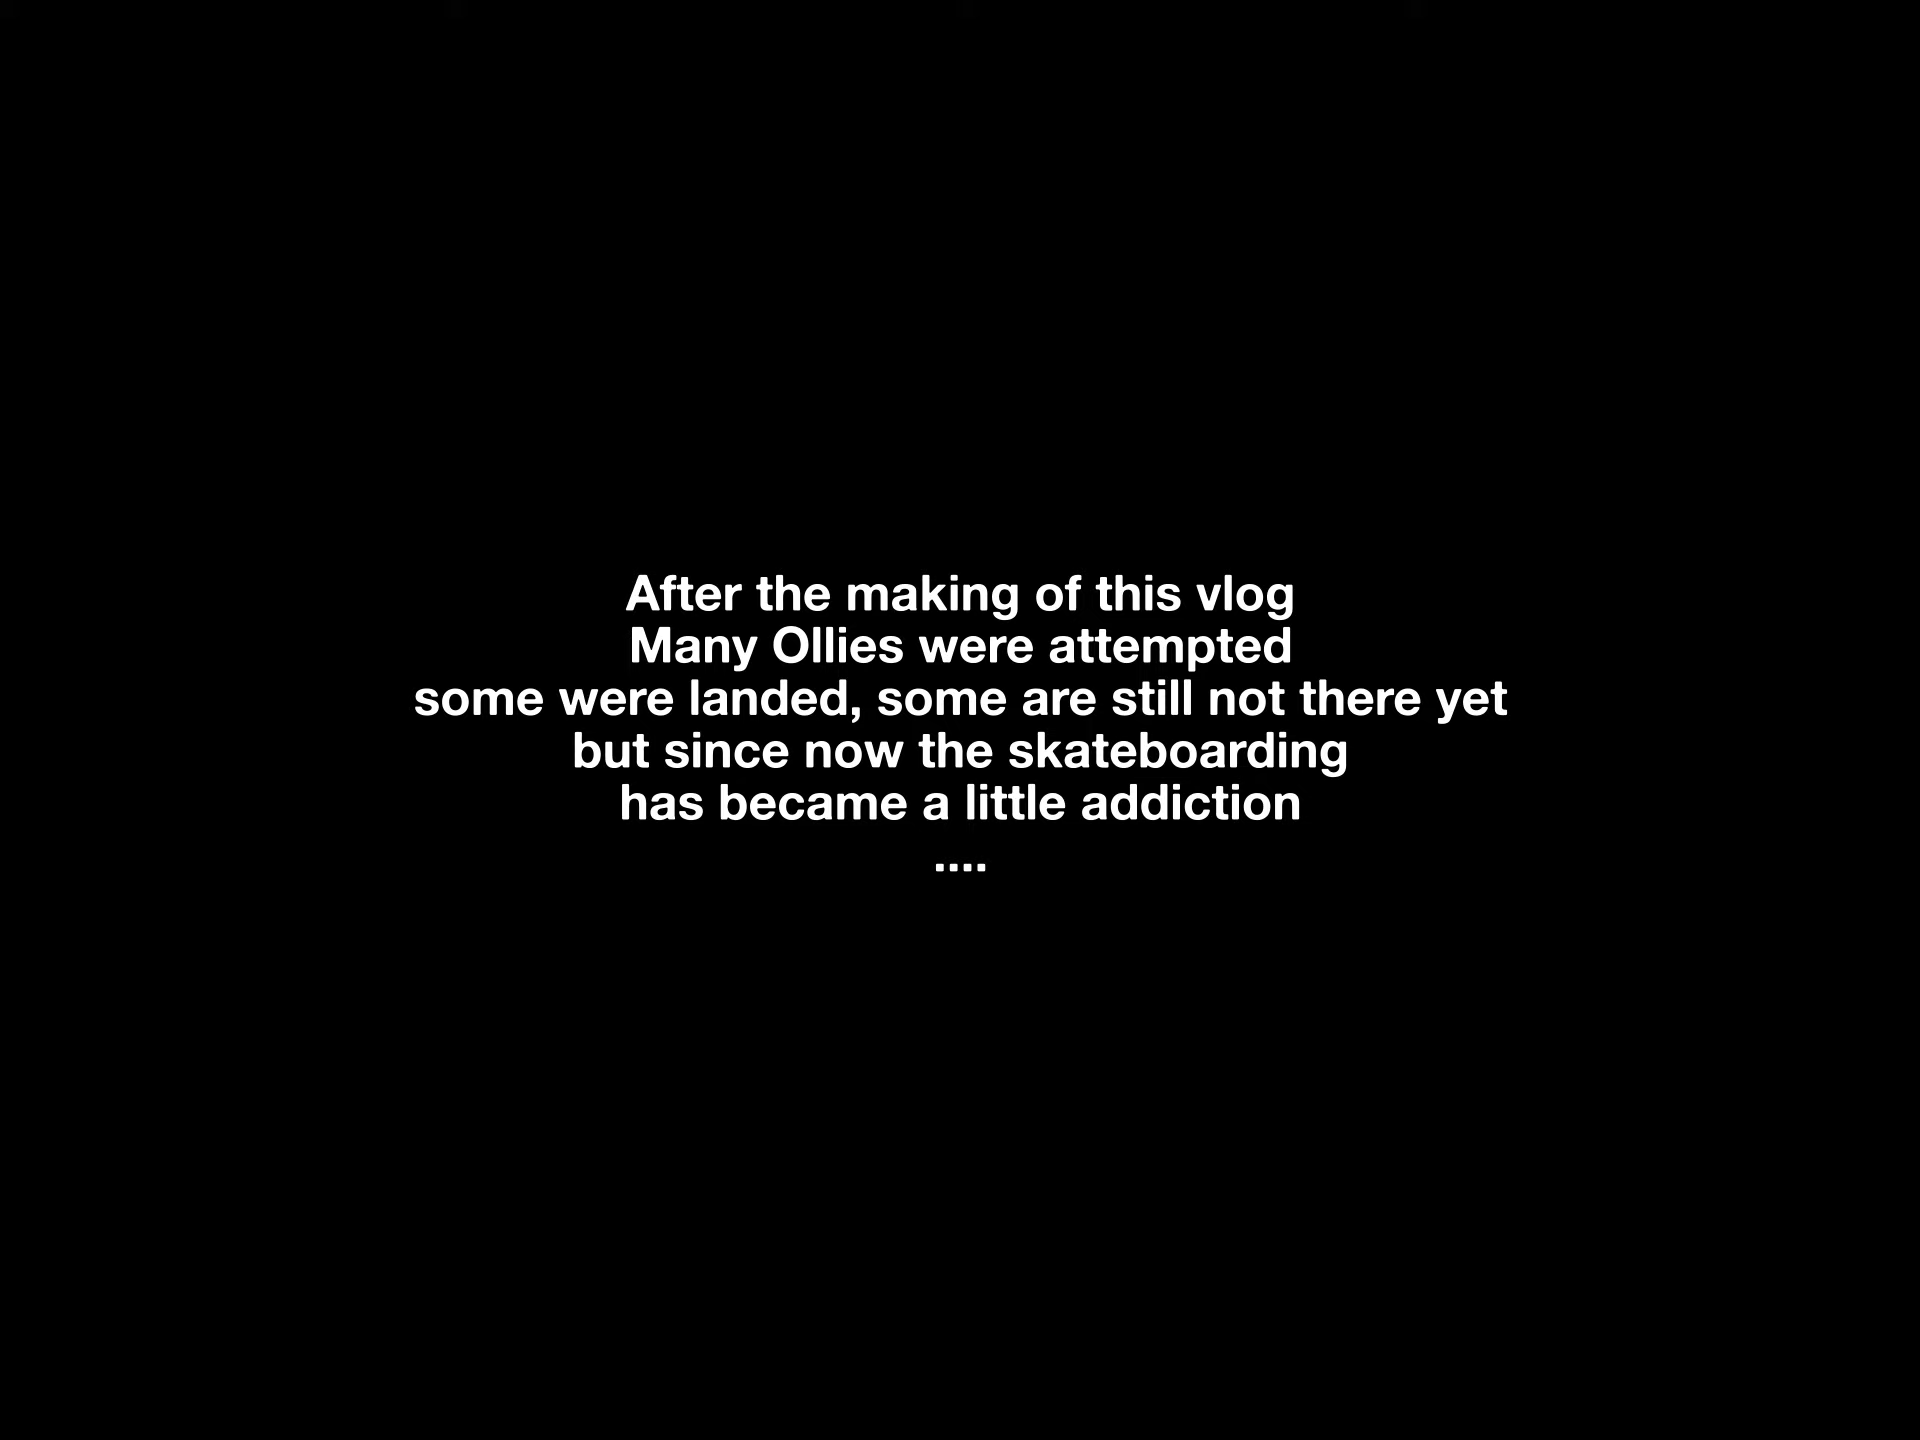 After the making of this vlog
Many Ollies were attempted
some were landed, some are still not there yet
but since now the skateboarding
has became a little addiction
....